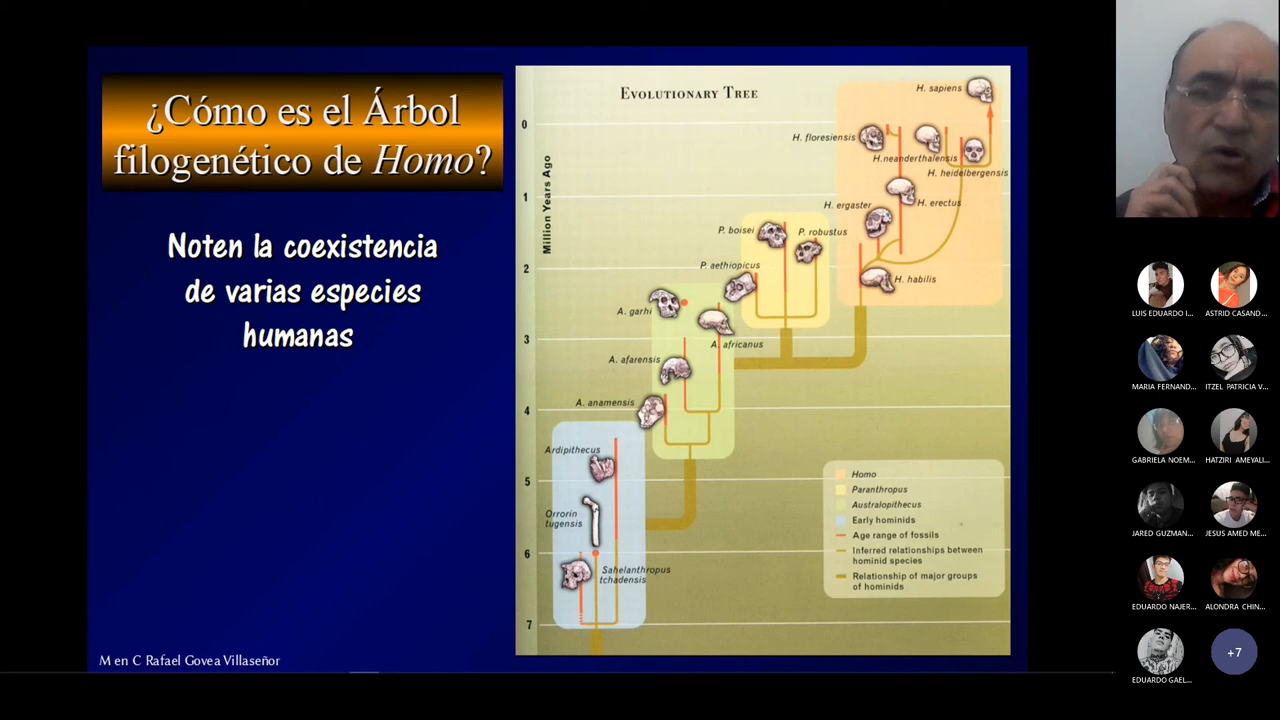 ¿Cómo es el Árbol
filogenético de Homo?
Noten la coexistencia
de varias especies
humanas
M en C Rafael Govea Villaseñor
EVOLUTIONARY TREE
Million Years Ago
0
1
2
3
4
5
6
7
H. sapiens
H. floresiensis
H. neanderthalensis
H. heidelbergensis
H. ergaster
H. erectus
P. boisei
P. robustus
P. aethiopicus
H. habilis
A. garhi
A. africanus
A. afarensis
A. anamensis
Ardipithecus
Orrorin
tugensis
Sahelanthropus
tchadensis
Homo
Paranthropus
Australopithecus
Early hominids
Age range of fossils
Inferred relationships between
hominid species
Relationship of major groups
of hominids
LUIS EDUARDO I...
ASTRID CASAND...
MARIA FERNAND...
ITZEL PATRICIA V...
GABRIELA NOEM...
HATZIRI AMEYALI...
JARED GUZMAN...
JESUS AMED ME...
EDUARDO NAJER...
ALONDRA CHIN...
EDUARDO GAEL...
+7